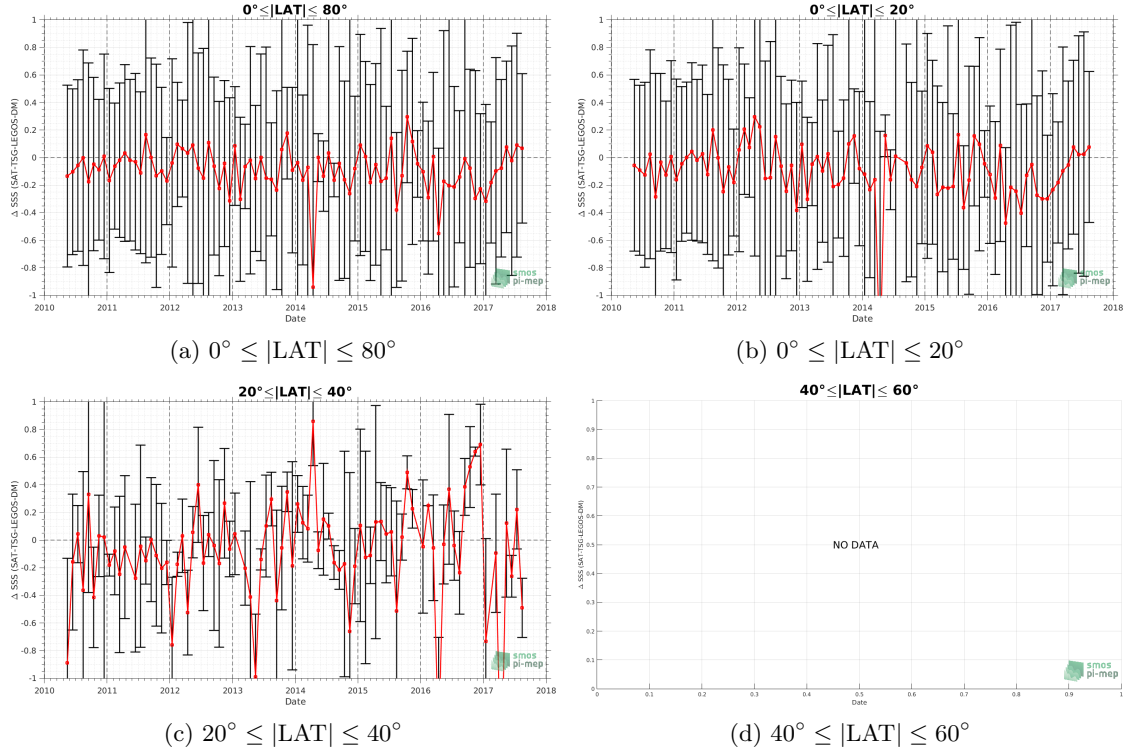 0°≤|LAT|≤ 80°
Δ SSS (SAT-TSG-LEGOS-DM)
1
0.8
0.6
0.4
0.2
0
-0.2
-0.4
-0.6
-0.8
-1
2010 2011 2012 2013 2014 2015 2016 2017 2018
Date
smos
pi-mep
(a) 0° ≤ |LAT| ≤ 80°
0°≤|LAT|≤ 20°
Δ SSS (SAT-TSG-LEGOS-DM)
1
0.8
0.6
0.4
0.2
0
-0.2
-0.4
-0.6
-0.8
-1
2010 2011 2012 2013 2014 2015 2016 2017 2018
Date
smos
pi-mep
(b) 0° ≤ |LAT| ≤ 20°
20°≤|LAT|≤ 40°
Δ SSS (SAT-TSG-LEGOS-DM)
1
0.8
0.6
0.4
0.2
0
-0.2
-0.4
-0.6
-0.8
-1
2010 2011 2012 2013 2014 2015 2016 2017 2018
Date
smos
pi-mep
(c) 20° ≤ |LAT| ≤ 40°
40°≤|LAT|≤ 60°
Δ SSS (SAT-TSG-LEGOS-DM)
1
0.9
0.8
0.7
0.6
0.5
0.4
0.3
0.2
0.1
0
NO DATA
0 0.1 0.2 0.3 0.4 0.5 0.6 0.7 0.8 0.9 1
Date
smos
pi-mep
(d) 40° ≤ |LAT| ≤ 60°